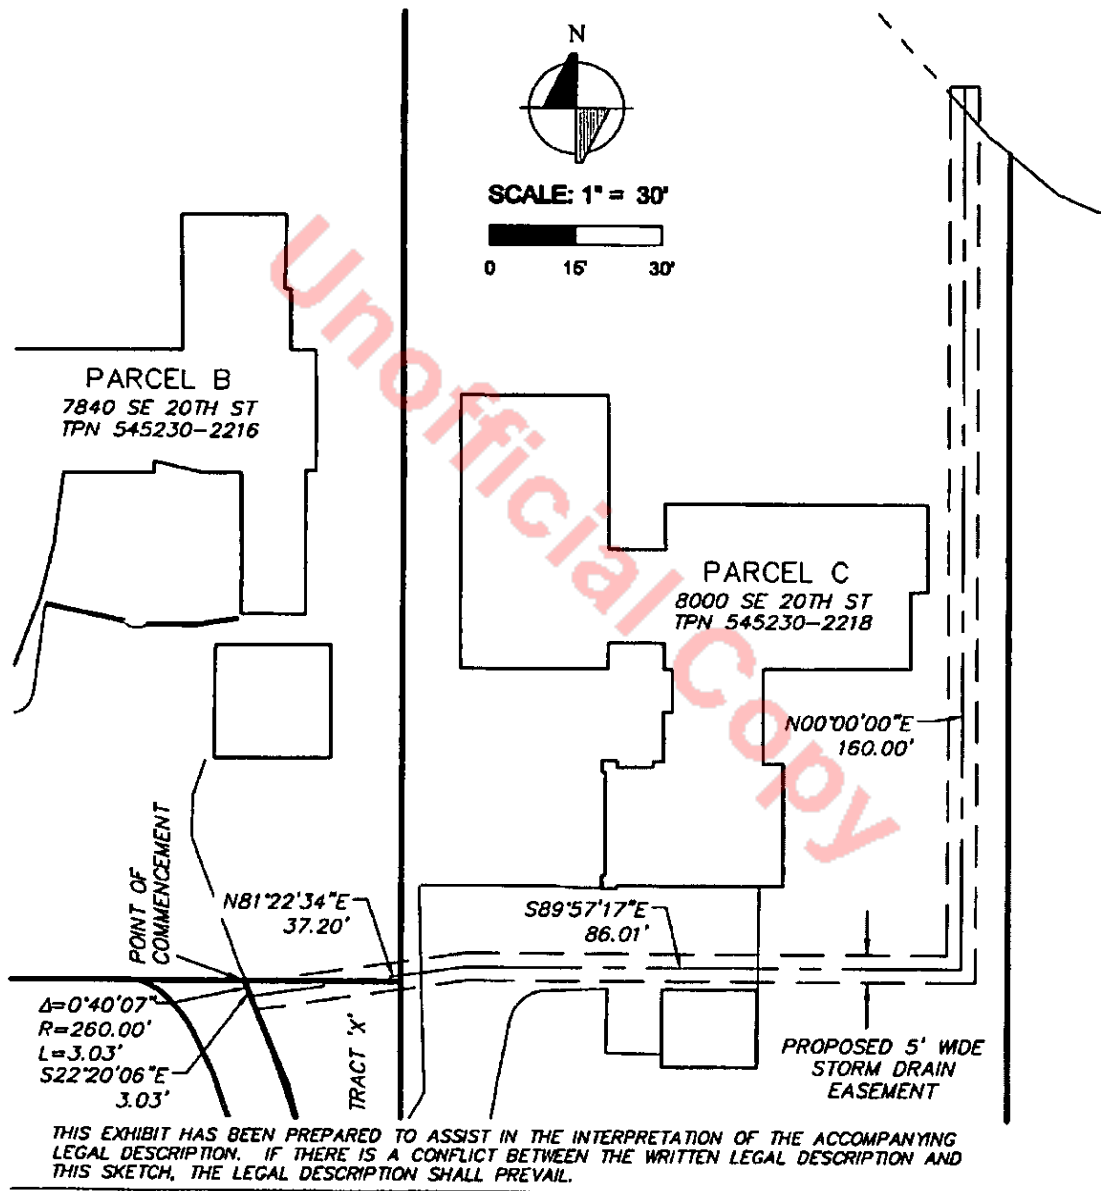 N
SCALE: 1" = 30'
0 15' 30'
PARCEL B
7840 SE 20TH ST
TPN 545230-2216
PARCEL C
8000 SE 20TH ST
TPN 545230-2218
N00°00'00"E
160.00'
POINT OF
COMMENCEMENT
N81°22'34"E
37.20'
S89°57'17"E
86.01'
Δ=0°40'07"
R=260.00'
L=3.03'
S22°20'06"E
3.03'
TRACT 'X'
PROPOSED 5' WIDE
STORM DRAIN
EASEMENT
THIS EXHIBIT HAS BEEN PREPARED TO ASSIST IN THE INTERPRETATION OF THE ACCOMPANYING
LEGAL DESCRIPTION. IF THERE IS A CONFLICT BETWEEN THE WRITTEN LEGAL DESCRIPTION AND
THIS SKETCH, THE LEGAL DESCRIPTION SHALL PREVAIL.
Unofficial Copy